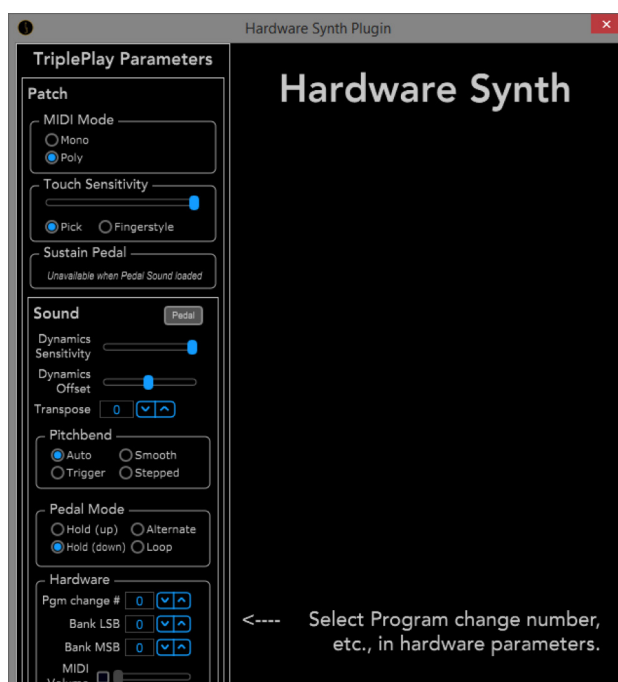 Hardware Synth Plugin
TriplePlay Parameters
Patch
MIDI Mode
Mono
Poly
Touch Sensitivity
Pick Fingerstyle
Sustain Pedal
Unavailable when Pedal Sound loaded
Sound Pedal
Dynamics
Sensitivity
Dynamics
Offset
Transpose 0
Pitchbend
Auto Smooth
Trigger Stepped
Pedal Mode
Hold (up) Alternate
Hold (down) Loop
Hardware
Pgm change # 0
Bank LSB 0
Bank MSB 0
MIDI
Volume
Hardware Synth
<---- Select Program change number,
etc., in hardware parameters.